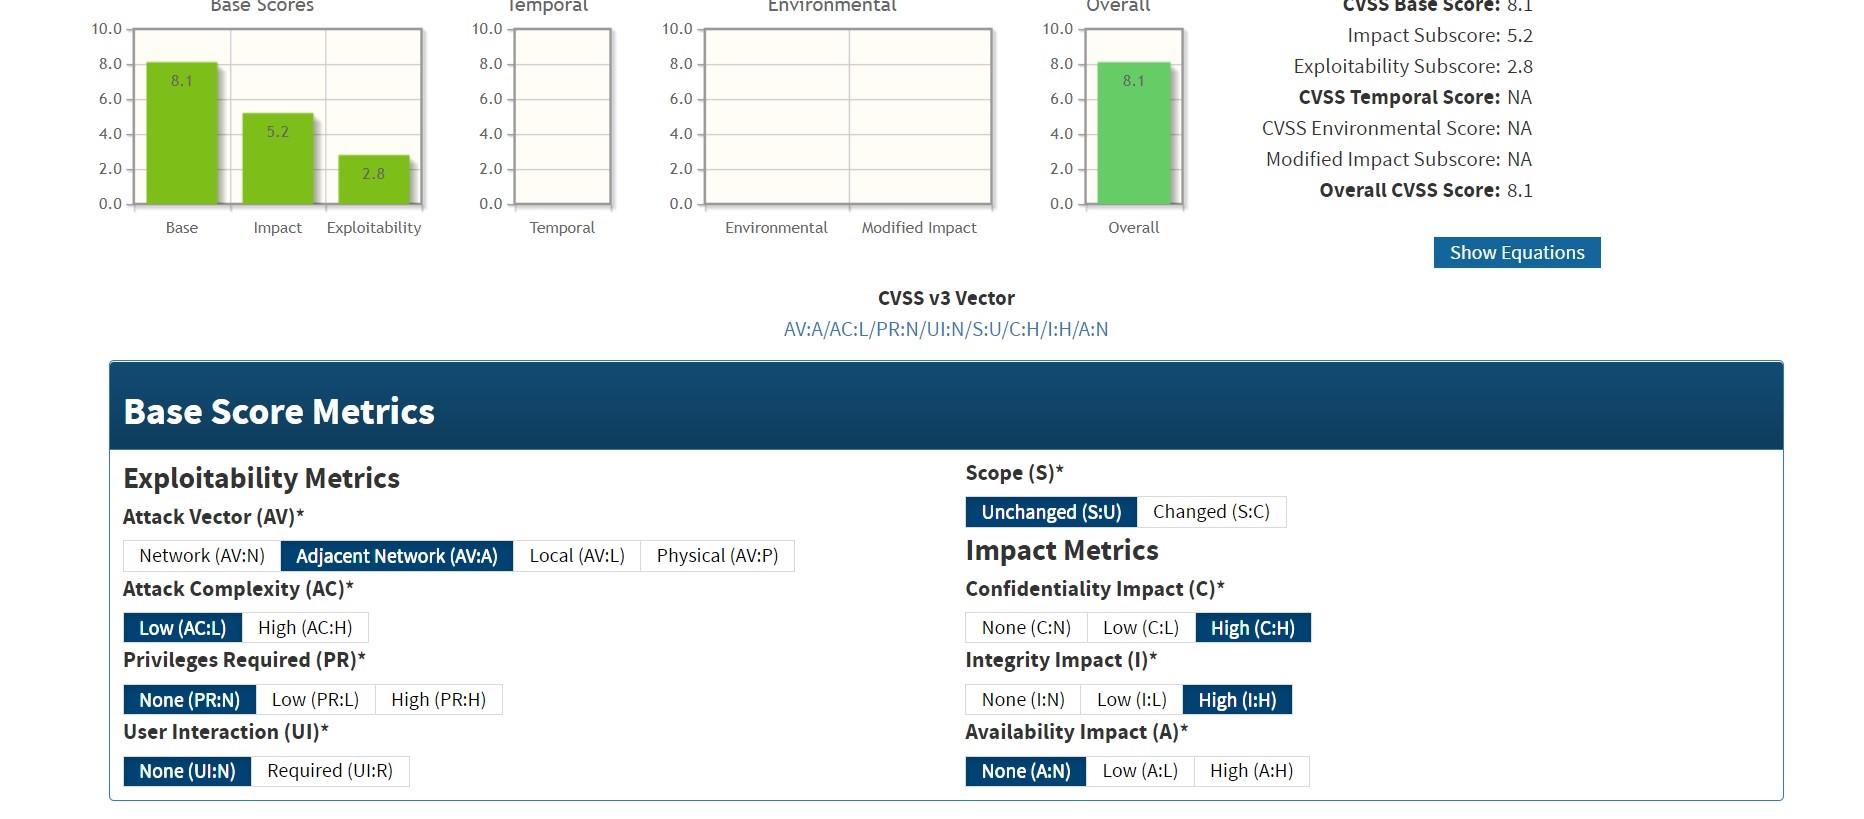 Base Scores
Temporal
Environmental
Overall
CVSS Base Score: 8.1
10.0
8.0
6.0
4.0
2.0
0.0
8.1
5.2
2.8
Base
Impact
Exploitability
10.0
8.0
6.0
4.0
2.0
0.0
Temporal
10.0
8.0
6.0
4.0
2.0
0.0
Environmental
Modified Impact
10.0
8.0
6.0
4.0
2.0
0.0
8.1
Overall
Impact Subscore: 5.2
Exploitability Subscore: 2.8
CVSS Temporal Score: NA
CVSS Environmental Score: NA
Modified Impact Subscore: NA
Overall CVSS Score: 8.1
Show Equations
CVSS v3 Vector
AV:A/AC:L/PR:N/UI:N/S:U/C:H/I:H/A:N
Base Score Metrics
Exploitability Metrics
Attack Vector (AV)*
Network (AV:N) Adjacent Network (AV:A) Local (AV:L) Physical (AV:P)
Attack Complexity (AC)*
Low (AC:L) High (AC:H)
Privileges Required (PR)*
None (PR:N) Low (PR:L) High (PR:H)
User Interaction (UI)*
None (UI:N) Required (UI:R)
Scope (S)*
Unchanged (S:U) Changed (S:C)
Impact Metrics
Confidentiality Impact (C)*
None (C:N) Low (C:L) High (C:H)
Integrity Impact (I)*
None (I:N) Low (I:L) High (I:H)
Availability Impact (A)*
None (A:N) Low (A:L) High (A:H)